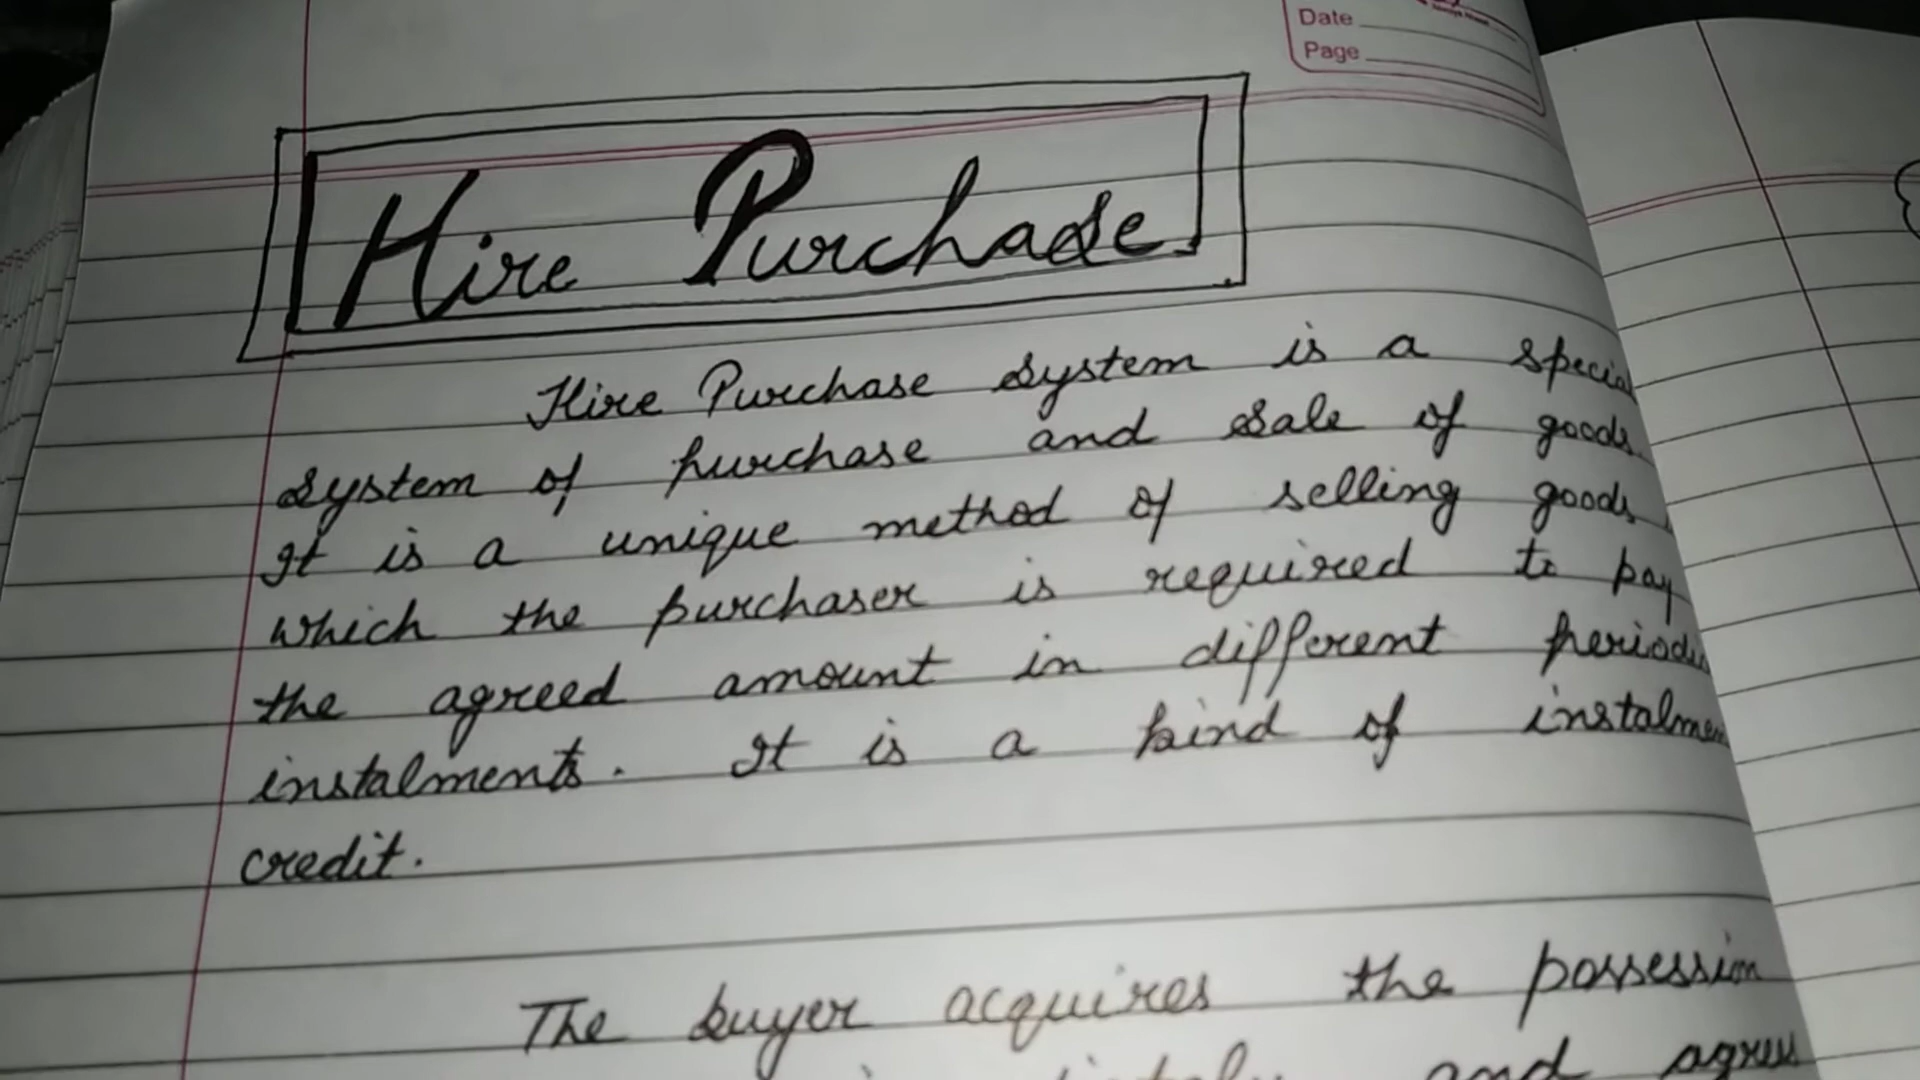 Date
Page
Hire Purchase
Hire Purchase system is a special
system of purchase and sale of goods.
It is a unique method of selling goods
which the purchaser is required to pay
the agreed amount in different
instalments. It is a kind of
credit.
The buyer acquires the possession
and